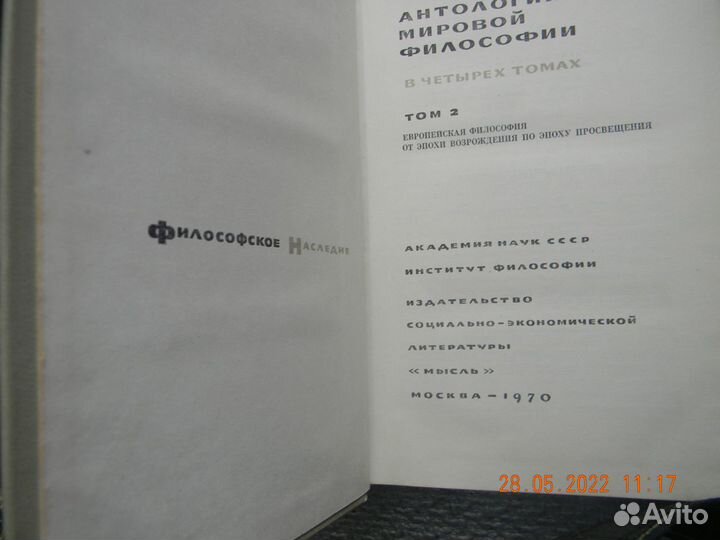 Философское Наследие
АНТОЛОГИЯ
МИРОВОЙ
ФИЛОСОФИИ
В ЧЕТЫРЕХ ТОМАХ
ТОМ 2
ЕВРОПЕЙСКАЯ ФИЛОСОФИЯ
ОТ ЭПОХИ ВОЗРОЖДЕНИЯ ПО ЭПОХУ ПРОСВЕЩЕНИЯ
АКАДЕМИЯ НАУК СССР
ИНСТИТУТ ФИЛОСОФИИ
ИЗДАТЕЛЬСТВО
СОЦИАЛЬНО-ЭКОНОМИЧЕСКОЙ
ЛИТЕРАТУРЫ
«МЫСЛЬ»
МОСКВА – 1970
28.05.2022 11:17
Avito